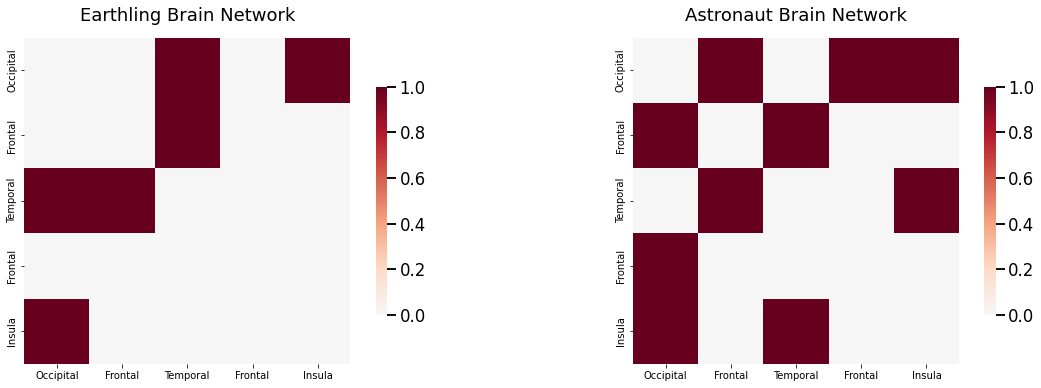 Earthling Brain Network
Astronaut Brain Network
Occipital
Frontal
Temporal
Frontal
Insula
Occipital Frontal Temporal Frontal Insula
1.0
0.8
0.6
0.4
0.2
0.0
Occipital
Frontal
Temporal
Frontal
Insula
Occipital Frontal Temporal Frontal Insula
1.0
0.8
0.6
0.4
0.2
0.0